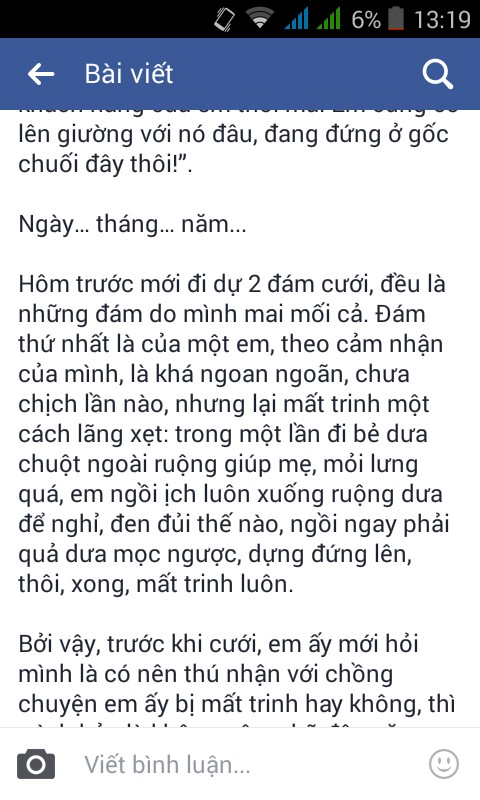 6% 13:19
Bài viết
lên giường với nó đâu, đang đứng ở gốc
chuối đây thôi!”.
Ngày… tháng… năm...
Hôm trước mới đi dự 2 đám cưới, đều là
những đám do mình mai mối cả. Đám
thứ nhất là của một em, theo cảm nhận
của mình, là khá ngoan ngoãn, chưa
chịch lần nào, nhưng lại mất trinh một
cách lãng xẹt: trong một lần đi bẻ dưa
chuột ngoài ruộng giúp mẹ, mỏi lưng
quá, em ngồi ịch luôn xuống ruộng dưa
để nghỉ, đen đủi thế nào, ngồi ngay phải
quả dưa mọc ngược, dựng đứng lên,
thôi, xong, mất trinh luôn.
Bởi vậy, trước khi cưới, em ấy mới hỏi
mình là có nên thú nhận với chồng
chuyện em ấy bị mất trinh hay không, thì
Viết bình luận...